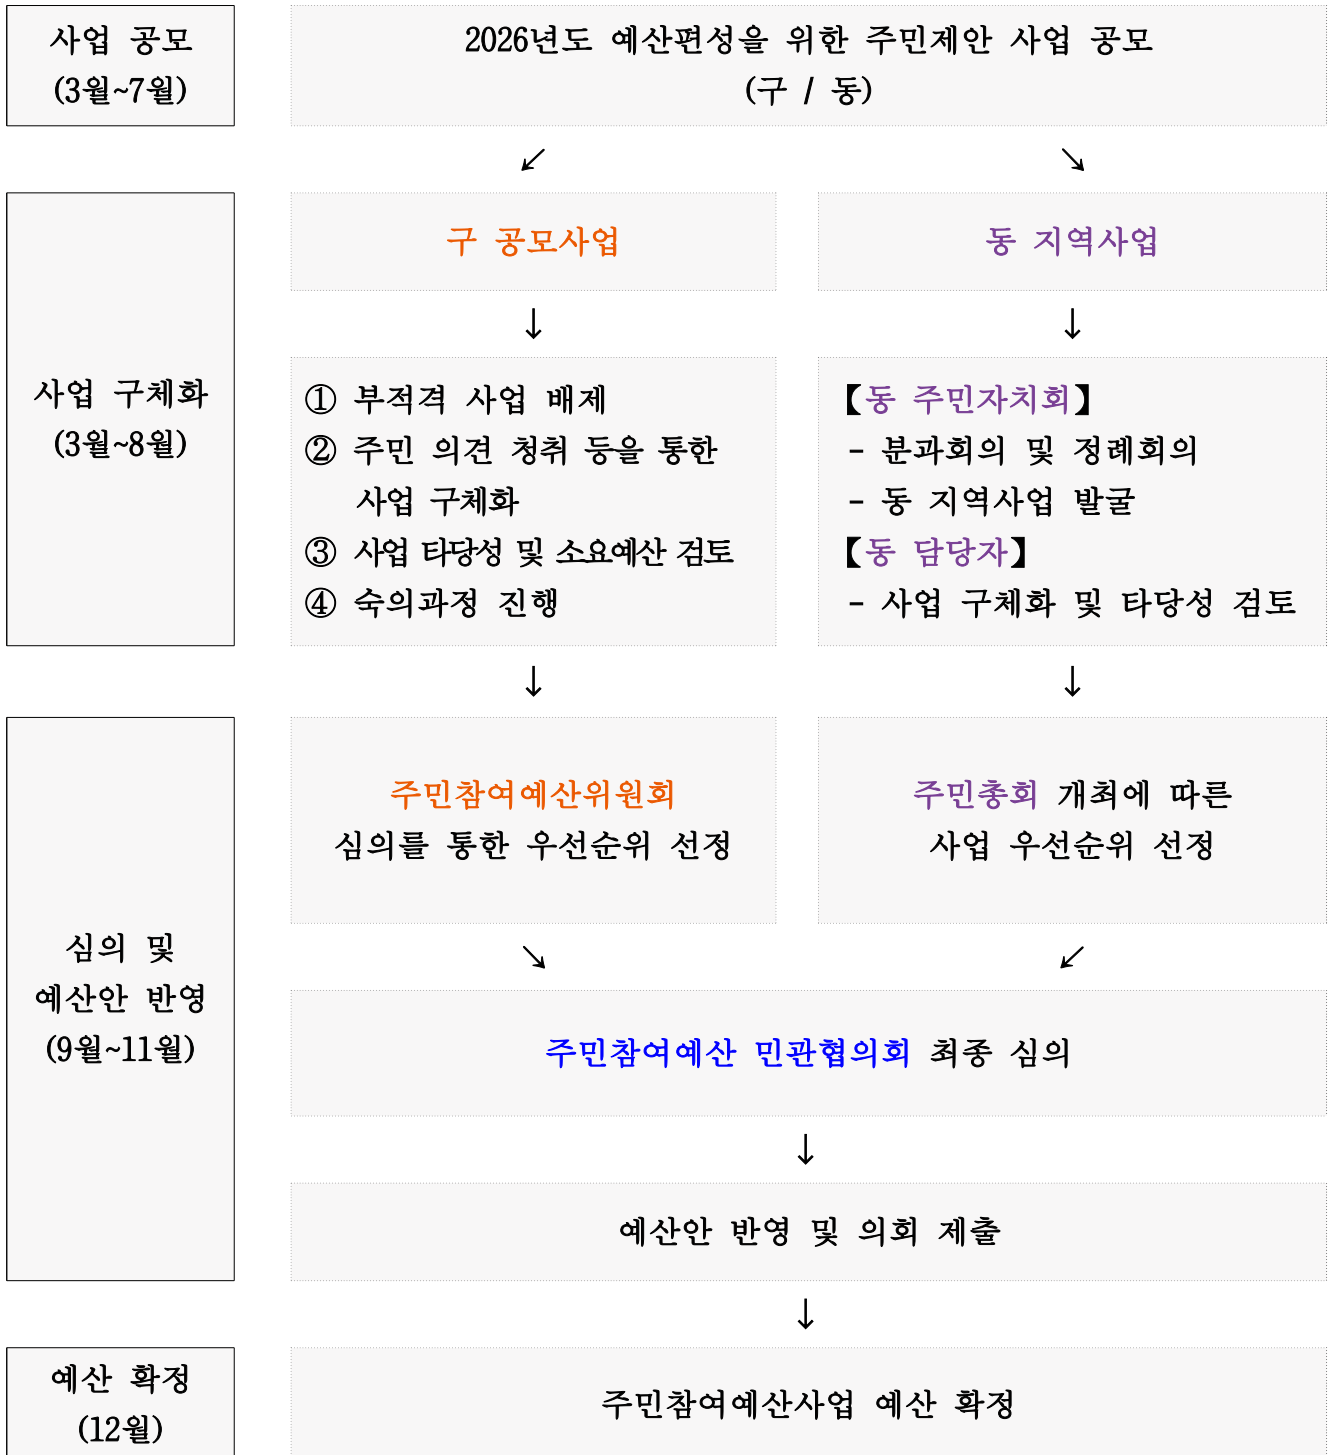 사업 공모
(3월~7월)
2026년도 예산편성을 위한 주민제안 사업 공모
(구 / 동)
↙ ↘
사업 구체화
(3월~8월)
구 공모사업
↓
① 부적격 사업 배제
② 주민 의견 청취 등을 통한
사업 구체화
③ 사업 타당성 및 소요예산 검토
④ 숙의과정 진행
↓
동 지역사업
↓
【동 주민자치회】
- 분과회의 및 정례회의
- 동 지역사업 발굴
【동 담당자】
- 사업 구체화 및 타당성 검토
↓
심의 및
예산안 반영
(9월~11월)
주민참여예산위원회
심의를 통한 우선순위 선정
주민총회 개최에 따른
사업 우선순위 선정
↘ ↙
주민참여예산 민관협의회 최종 심의
↓
예산안 반영 및 의회 제출
↓
예산 확정
(12월)
주민참여예산사업 예산 확정